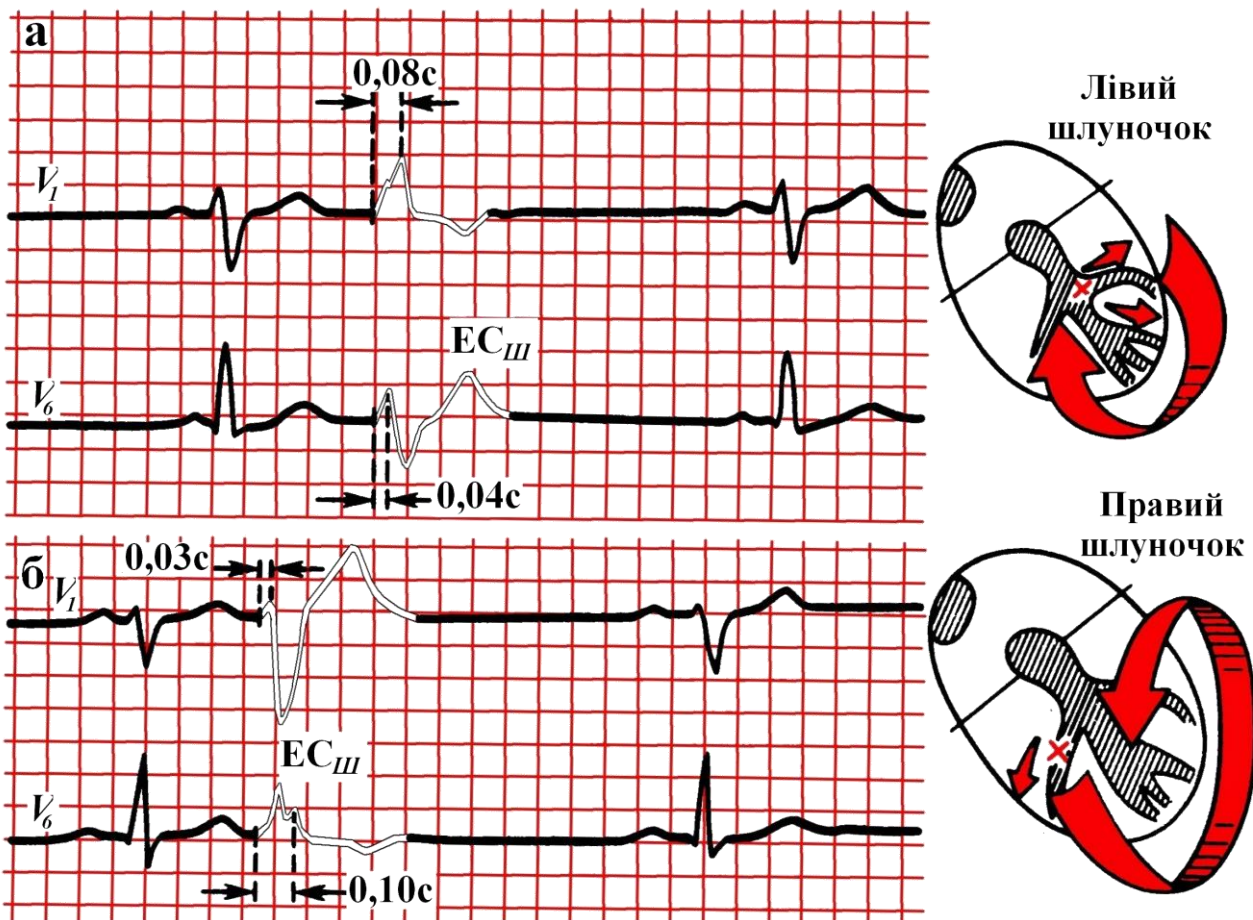 а
0,08с
Лівий
шлуночок
V1
ЕСШ
V6
0,04с
Правий
шлуночок
0,03с
б
V1
ЕСШ
V6
0,10с